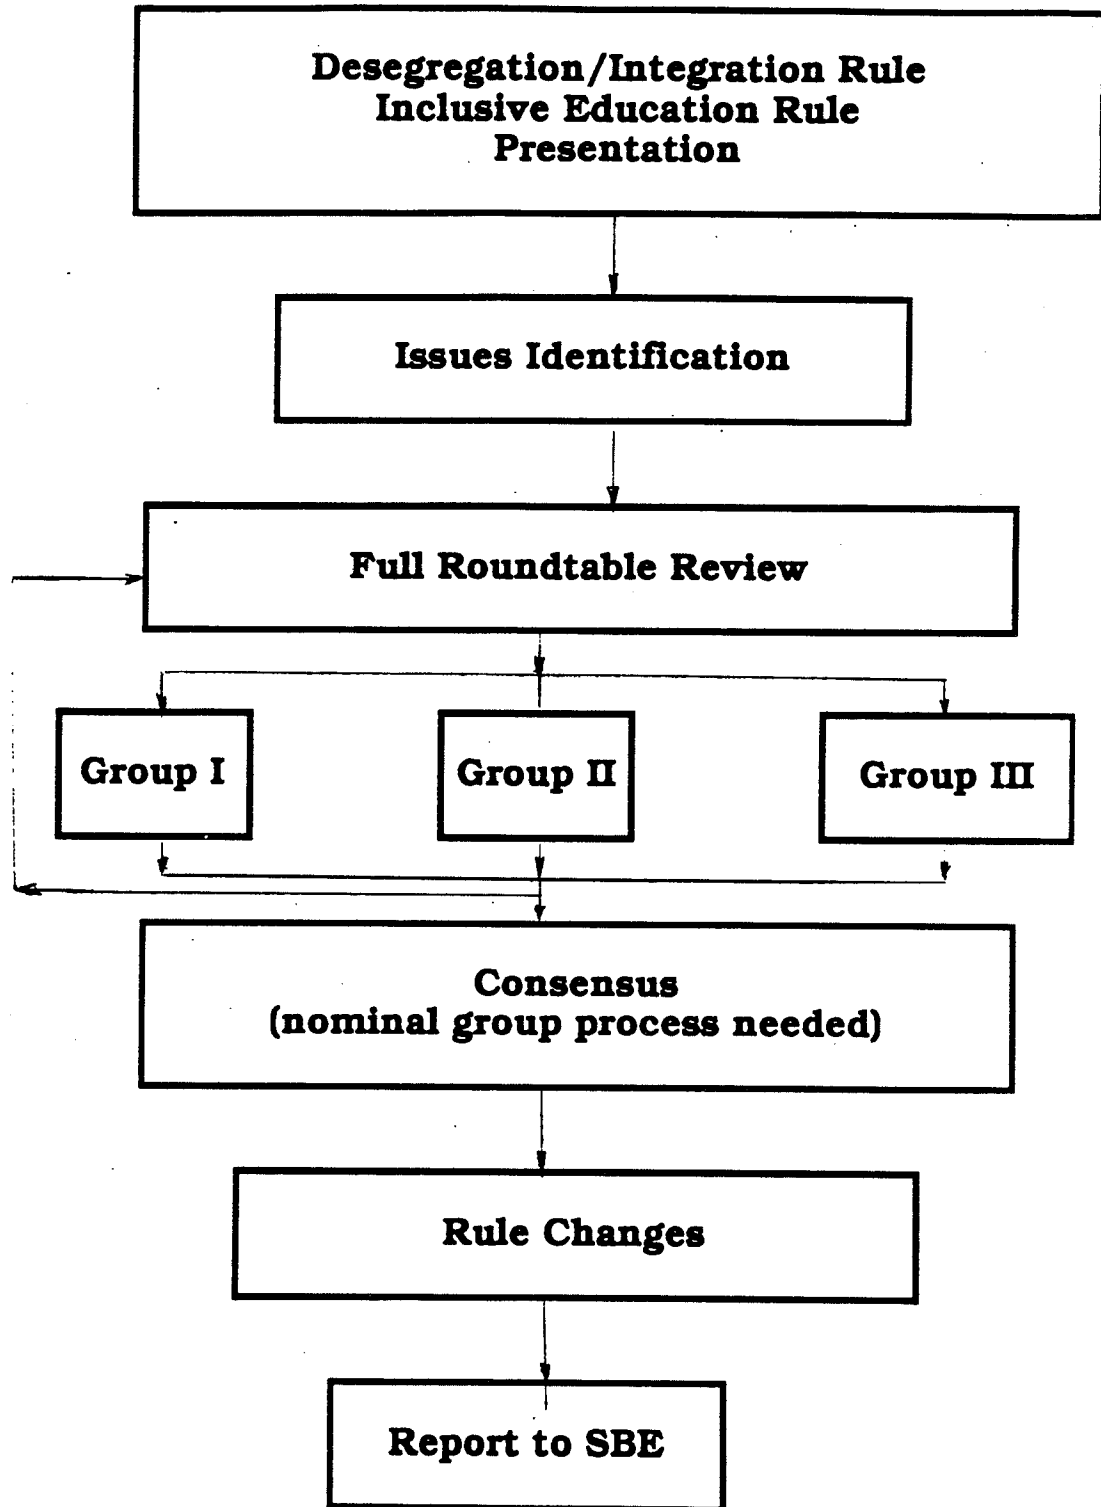 Desegregation/Integration Rule
Inclusive Education Rule
Presentation
Issues Identification
Full Roundtable Review
Group I
Group II
Group III
Consensus
(nominal group process needed)
Rule Changes
Report to SBE